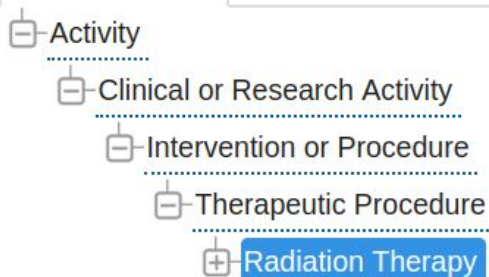 Activity
Clinical or Research Activity
Intervention or Procedure
Therapeutic Procedure
Radiation Therapy